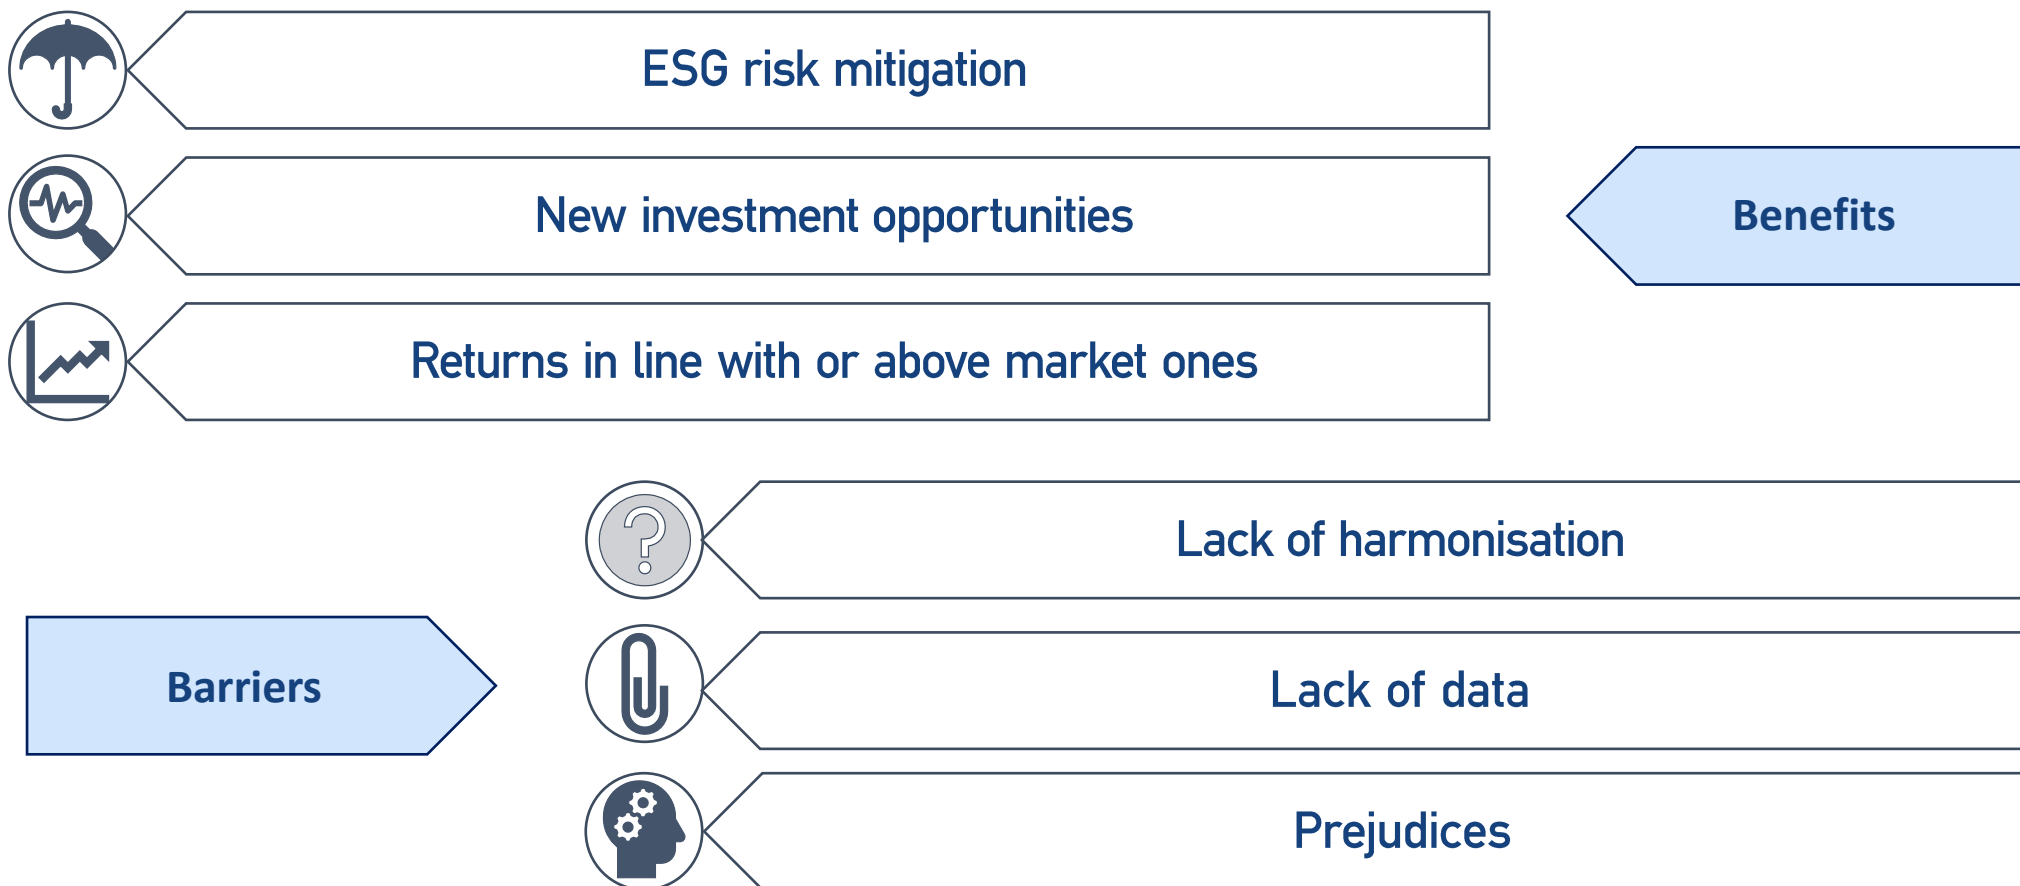 ESG risk mitigation
New investment opportunities
Benefits
Returns in line with or above market ones
Lack of harmonisation
Barriers
Lack of data
Prejudices